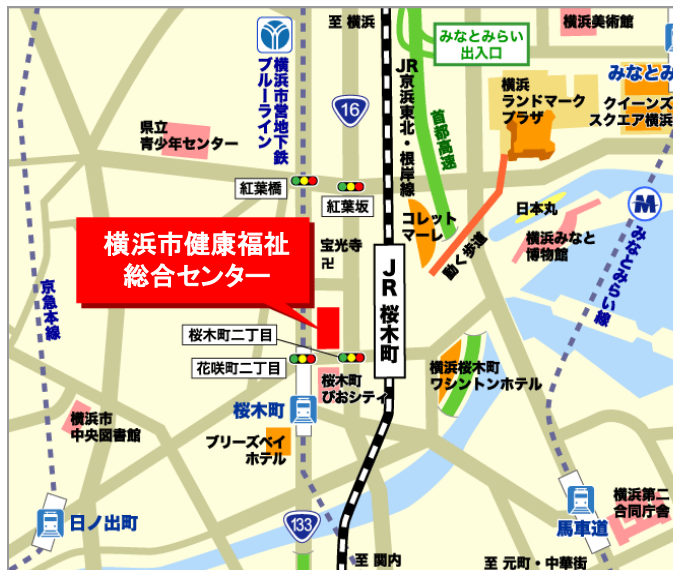 至 横浜
みなとみらい
出入口
横浜美術館
みなとみ
横浜市営地下鉄
ブルーライン
16
JR京浜東北・根岸線
首都高速
横浜
ランドマーク
プラザ
クイーンズ
スクエア横浜
県立
青少年センター
紅葉橋
紅葉坂
コレット
マーレ
日本丸
M
横浜市健康福祉
総合センター
宝光寺
卍
JR桜木町
動く歩道
横浜みなと
博物館
みなとみらい線
京急本線
桜木町二丁目
花咲町二丁目
桜木町
ぴおシティ
横浜桜木町
ワシントンホテル
桜木町
横浜市
中央図書館
ブリーズベイ
ホテル
日ノ出町
133
馬車道
横浜第二
合同庁舎
至 関内
至 元町・中華街